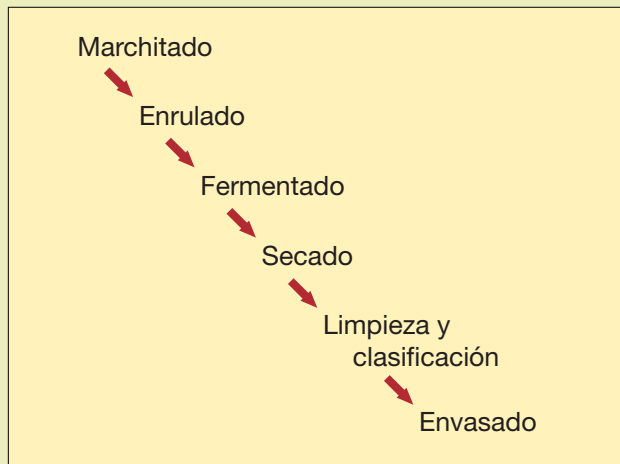 Marchitado
Enrulado
Fermentado
Secado
Limpieza y
clasificación
Envasado